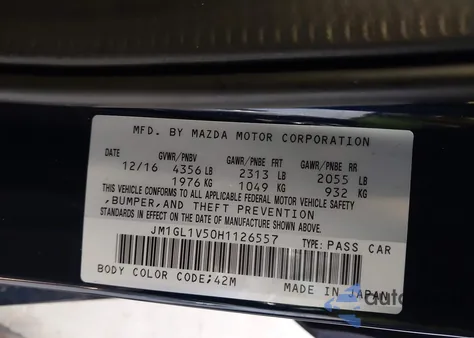 MFD. BY MAZDA MOTOR CORPORATION
DATE GVWR/PNBV GAWR/PNBE FRT GAWR/PNBE RR
12/16 4356 LB 2313 LB 2055 LB
1976 KG 1049 KG 932 KG
THIS VEHICLE CONFORMS TO ALL APPLICABLE FEDERAL MOTOR VEHICLE SAFETY
,BUMPER,AND THEFT PREVENTION
STANDARDS IN EFFECT ON THE DATE OF MANUFACTURE SHOWN ABOVE.
JM1GL1V50H1126557 TYPE: PASS CAR
BODY COLOR CODE;42M MADE IN JAPAN